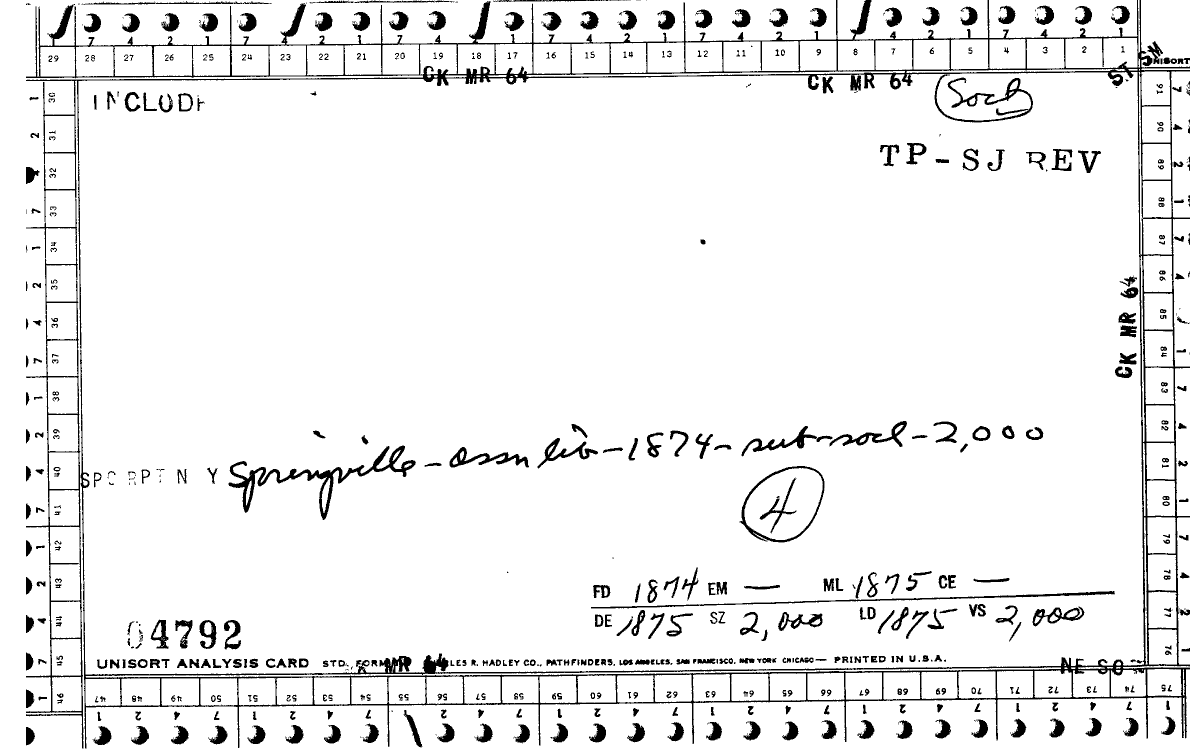 7 4 2 1 7 4 2 1 7 4 2 1 7 4 2 1 7 4 2 1 7 4 2 1
29 28 27 26 25 24 23 22 21 20 19 18 17 16 15 14 13 12 11 10 9 8 7 6 5 4 3 2 1
CK MR 64 CK MR 64 ST SM
UNISORT
INCLUDE Socl
TP-SJ REV
CK MR 64
SPC RPT N Y Springville-assn lib-1874-sub-socl-2,000
4
FD 1874 EM — ML 1875 CE —
DE 1875 SZ 2,000 LD 1875 VS 2,000
04792
UNISORT ANALYSIS CARD STD. FORM CK MR 64 LES R. HADLEY CO., PATHFINDERS, LOS ANGELES, SAN FRANCISCO, NEW YORK CHICAGO — PRINTED IN U.S.A. NE SO
30 31 32 33 34 35 36 37 38 39 40 41 42 43 44 45 46
47 48 49 50 51 52 53 54 55 56 57 58 59 60 61 62 63 64 65 66 67 68 69 70 71 72 73 74 75
76 77 78 79 80 81 82 83 84 85 86 87 88 89 90 91